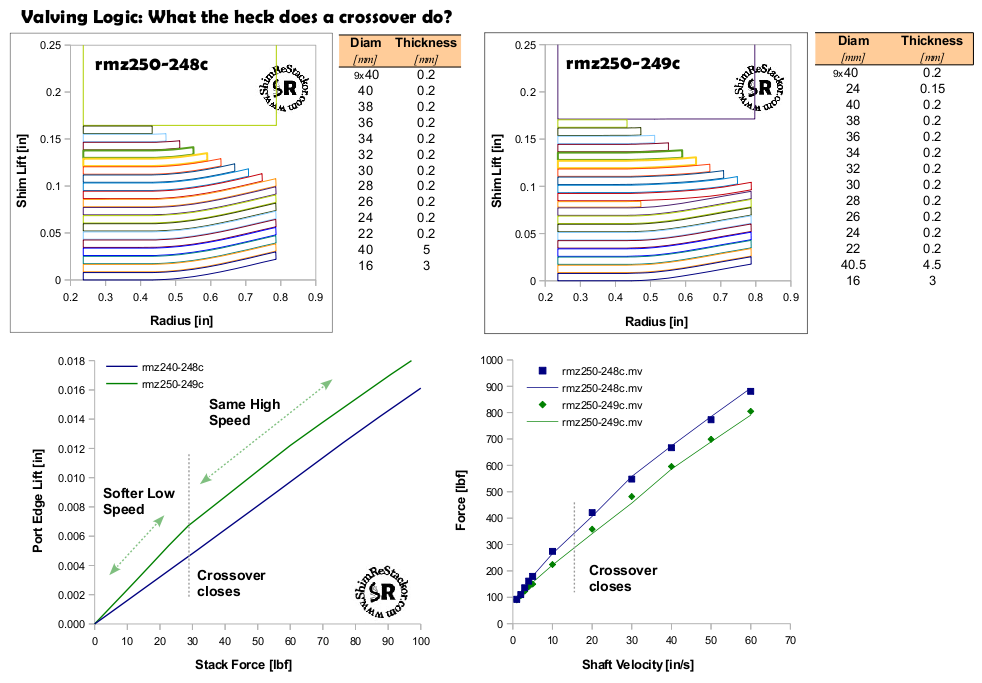 Valving Logic: What the heck does a crossover do?
rmz250-248c
0.25
0.2
0.15
0.1
0.05
0
0.2 0.3 0.4 0.5 0.6 0.7 0.8 0.9
Shim Lift [in]
Radius [in]
www.ShimReStackor.com
SR
Diam Thickness
[mm] [mm]
9x40 0.2
40 0.2
38 0.2
36 0.2
34 0.2
32 0.2
30 0.2
28 0.2
26 0.2
24 0.2
22 0.2
40 5
16 3
rmz250-249c
0.25
0.2
0.15
0.1
0.05
0
0.2 0.3 0.4 0.5 0.6 0.7 0.8 0.9
Shim Lift [in]
Radius [in]
www.ShimReStackor.com
SR
Diam Thickness
[mm] [mm]
9x40 0.2
24 0.15
40 0.2
38 0.2
36 0.2
34 0.2
32 0.2
30 0.2
28 0.2
26 0.2
24 0.2
22 0.2
40.5 4.5
16 3
0.018
0.016
0.014
0.012
0.010
0.008
0.006
0.004
0.002
0.000
0 10 20 30 40 50 60 70 80 90 100
Port Edge Lift [in]
Stack Force [lbf]
rmz240-248c
rmz250-249c
Same High
Speed
Softer Low
Speed
Crossover
closes
www.ShimReStackor.com
SR
1000
900
800
700
600
500
400
300
200
100
0
0 10 20 30 40 50 60 70
Force [lbf]
Shaft Velocity [in/s]
rmz250-248c.mv
rmz250-248c.mv
rmz250-249c.mv
rmz250-249c.mv
Crossover
closes